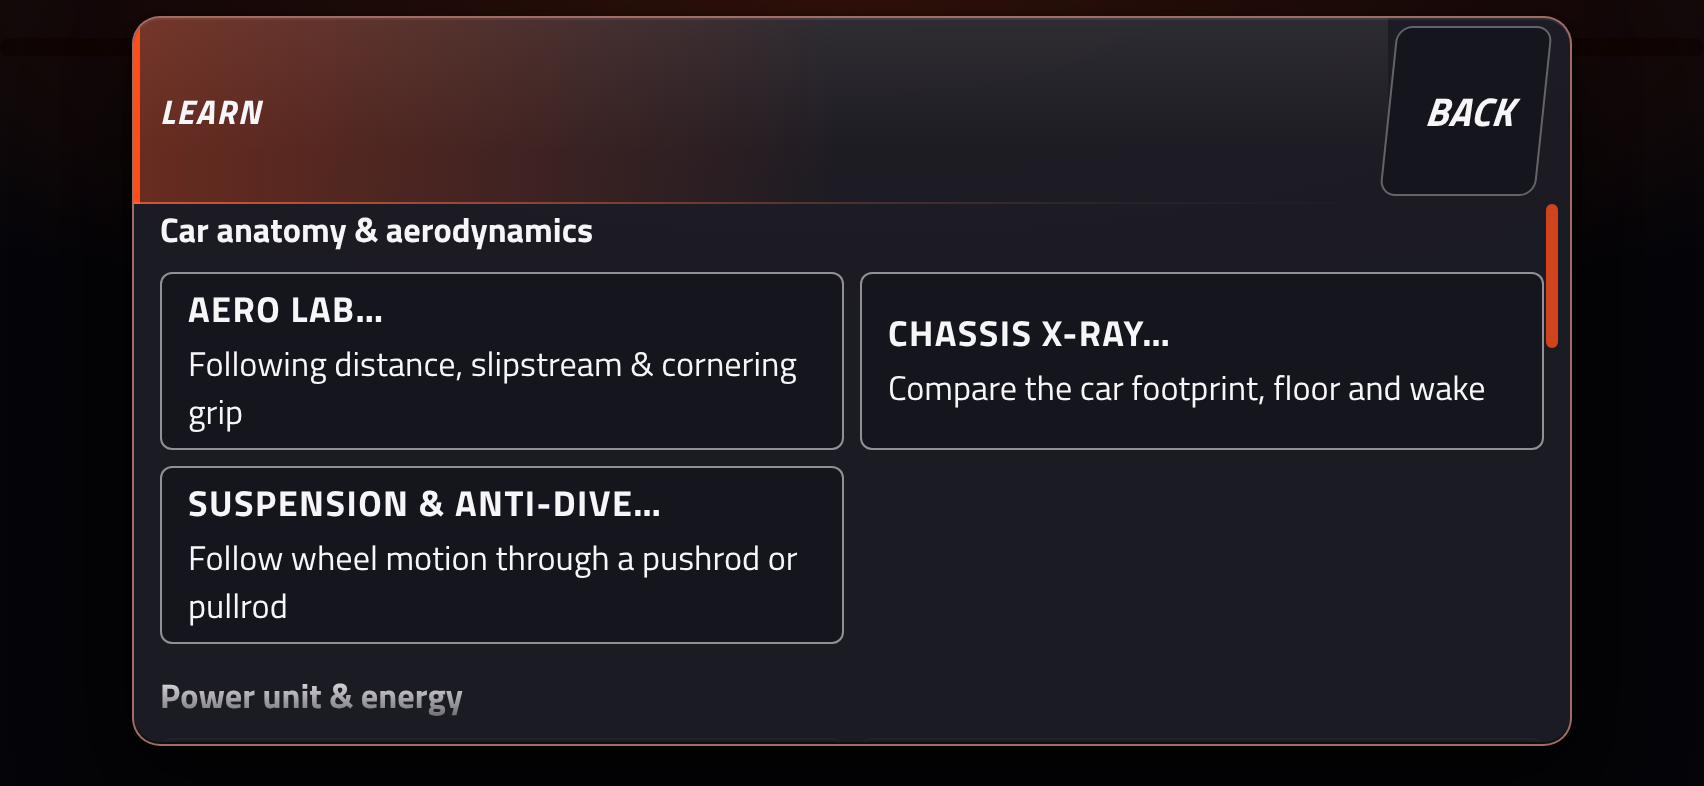 LEARN
BACK
Car anatomy & aerodynamics
AERO LAB...
Following distance, slipstream & cornering
grip
CHASSIS X-RAY...
Compare the car footprint, floor and wake
SUSPENSION & ANTI-DIVE...
Follow wheel motion through a pushrod or
pullrod
Power unit & energy